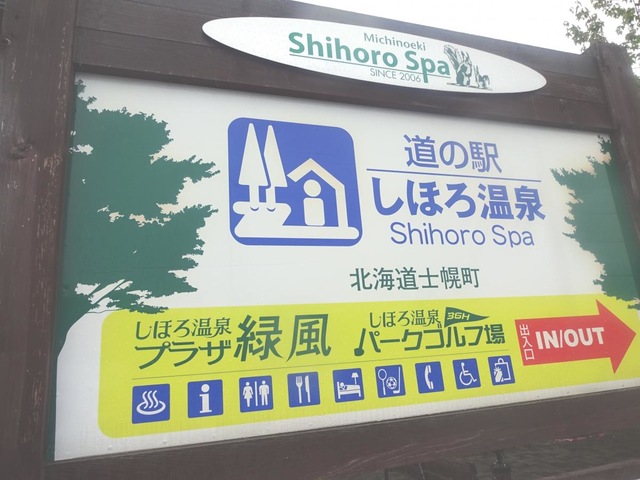 Michinoeki
Shihoro Spa
SINCE 2006
道の駅
しほろ温泉
Shihoro Spa
北海道士幌町
しほろ温泉
プラザ緑風
しほろ温泉 36H
パークゴルフ場
出入口 IN/OUT